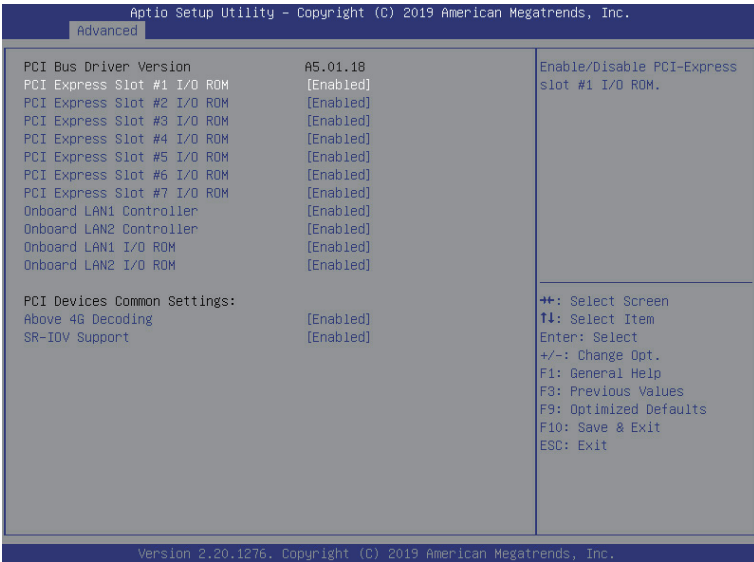 Aptio Setup Utility – Copyright (C) 2019 American Megatrends, Inc.
Advanced
PCI Bus Driver Version A5.01.18
PCI Express Slot #1 I/O ROM [Enabled]
PCI Express Slot #2 I/O ROM [Enabled]
PCI Express Slot #3 I/O ROM [Enabled]
PCI Express Slot #4 I/O ROM [Enabled]
PCI Express Slot #5 I/O ROM [Enabled]
PCI Express Slot #6 I/O ROM [Enabled]
PCI Express Slot #7 I/O ROM [Enabled]
Onboard LAN1 Controller [Enabled]
Onboard LAN2 Controller [Enabled]
Onboard LAN1 I/O ROM [Enabled]
Onboard LAN2 I/O ROM [Enabled]
PCI Devices Common Settings:
Above 4G Decoding [Enabled]
SR-IOV Support [Enabled]
Enable/Disable PCI-Express
slot #1 I/O ROM.
→←: Select Screen
↑↓: Select Item
Enter: Select
+/-: Change Opt.
F1: General Help
F3: Previous Values
F9: Optimized Defaults
F10: Save & Exit
ESC: Exit
Version 2.20.1276. Copyright (C) 2019 American Megatrends, Inc.